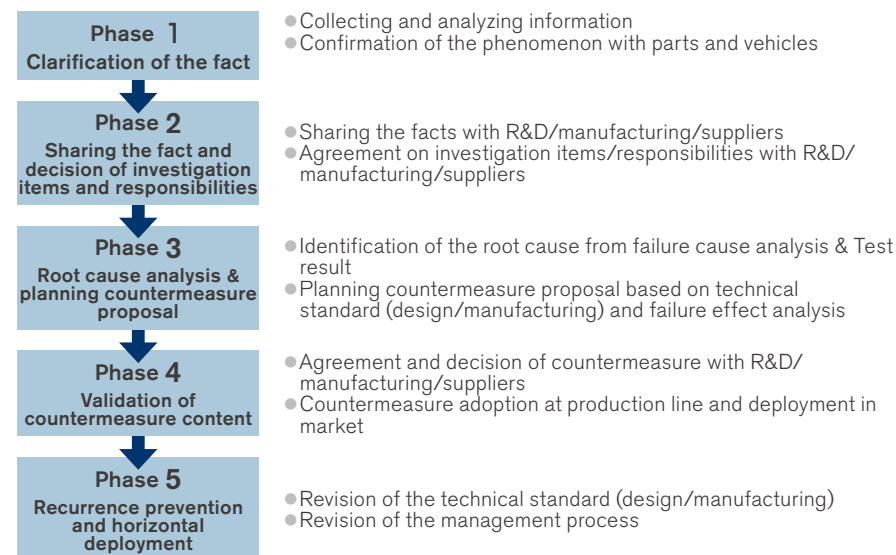 Phase 1
Clarification of the fact
●Collecting and analyzing information
●Confirmation of the phenomenon with parts and vehicles
Phase 2
Sharing the fact and
decision of investigation
items and responsibilities
●Sharing the facts with R&D/manufacturing/suppliers
●Agreement on investigation items/responsibilities with R&D/
manufacturing/suppliers
Phase 3
Root cause analysis &
planning countermeasure
proposal
●Identification of the root cause from failure cause analysis & Test
result
●Planning countermeasure proposal based on technical
standard (design/manufacturing) and failure effect analysis
Phase 4
Validation of
countermeasure content
●Agreement and decision of countermeasure with R&D/
manufacturing/suppliers
●Countermeasure adoption at production line and deployment in
market
Phase 5
Recurrence prevention
and horizontal
deployment
●Revision of the technical standard (design/manufacturing)
●Revision of the management process